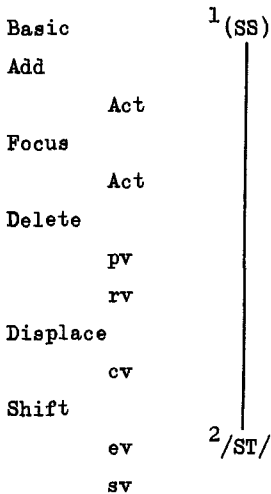 Basic ¹(SS)
Add
Act
Focus
Act
Delete
pv
rv
Displace
cv
Shift
ev ²/ST/
sv